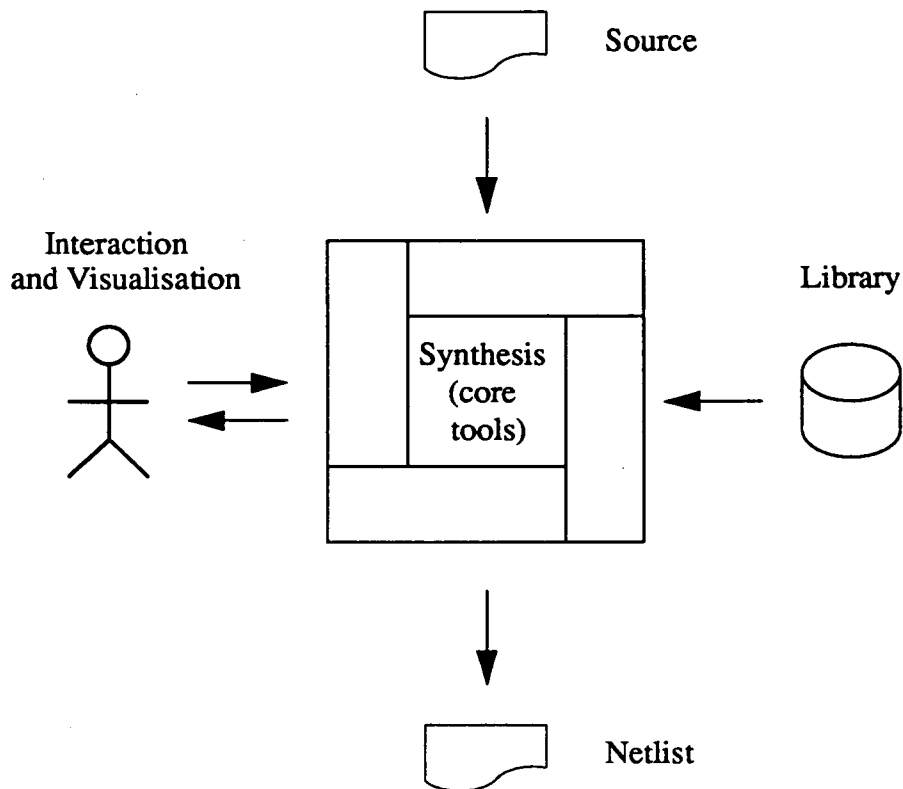 Source
Interaction
and Visualisation
Library
Synthesis
(core
tools)
Netlist